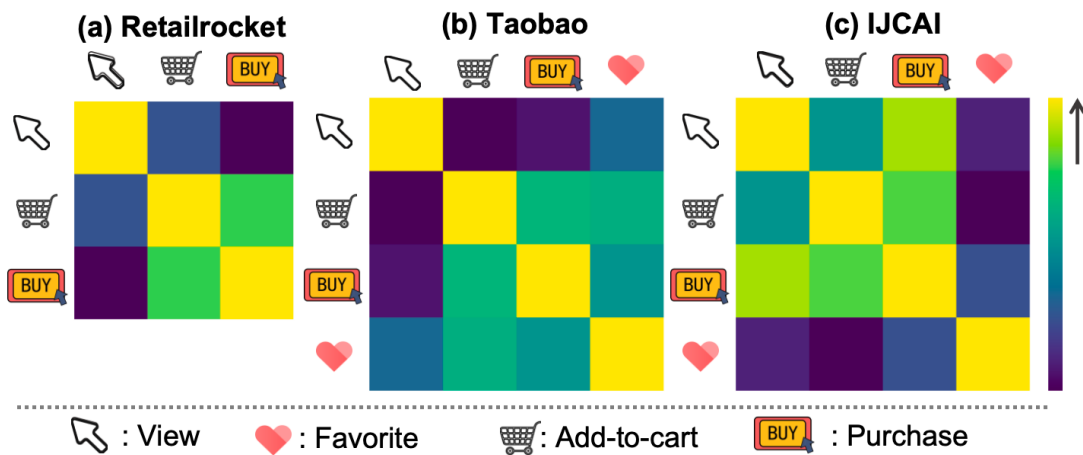 (a) Retailrocket (b) Taobao (c) IJCAI
BUY BUY BUY
BUY BUY BUY
: View : Favorite : Add-to-cart BUY : Purchase